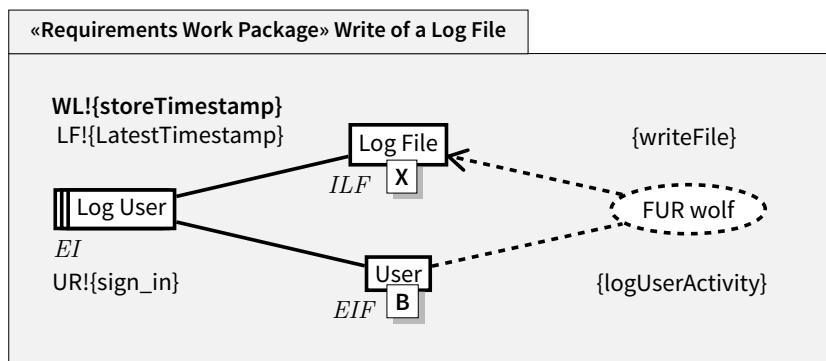 «Requirements Work Package» Write of a Log File
WL!{storeTimestamp}
LF!{LatestTimestamp}
Log File
{writeFile}
X
ILF
Log User
FUR wolf
EI
User
UR!{sign_in}
{logUserActivity}
B
EIF